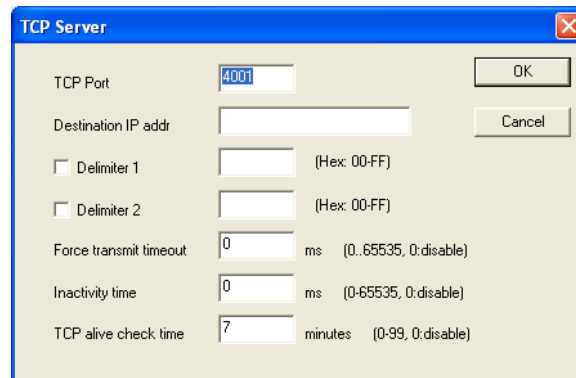 TCP Server
TCP Port 4001 OK
Destination IP addr Cancel
Delimiter 1 (Hex: 00-FF)
Delimiter 2 (Hex: 00-FF)
Force transmit timeout 0 ms (0..65535, 0:disable)
Inactivity time 0 ms (0-65535, 0:disable)
TCP alive check time 7 minutes (0-99, 0:disable)